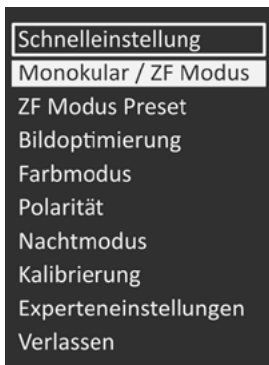 Schnelleinstellung
Monokular / ZF Modus
ZF Modus Preset
Bildoptimierung
Farbmodus
Polarität
Nachtmodus
Kalibrierung
Experteneinstellungen
Verlassen